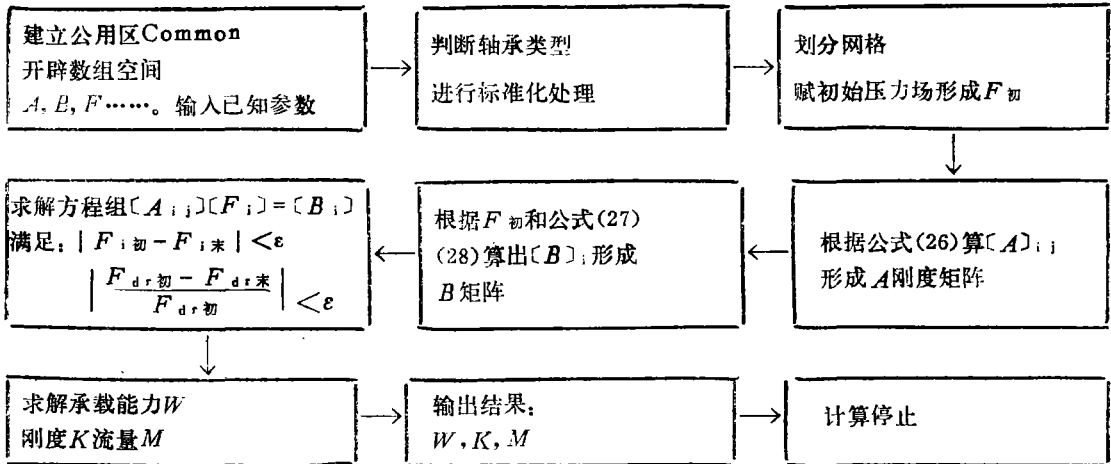 建立公用区Common
开辟数组空间
A, B, F……。输入已知参数
判断轴承类型
进行标准化处理
划分网格
赋初始压力场形成F初
根据公式(26)算〔A〕ij
形成A刚度矩阵
根据F初和公式(27)
(28)算出〔B〕i形成
B矩阵
求解方程组〔Aij〕〔Fi〕=〔Bi〕
满足:| Fi初-Fi末 | <ε
| (Fdr初-Fdr末)/Fdr初 | <ε
求解承载能力W
刚度K流量M
输出结果:
W, K, M
计算停止